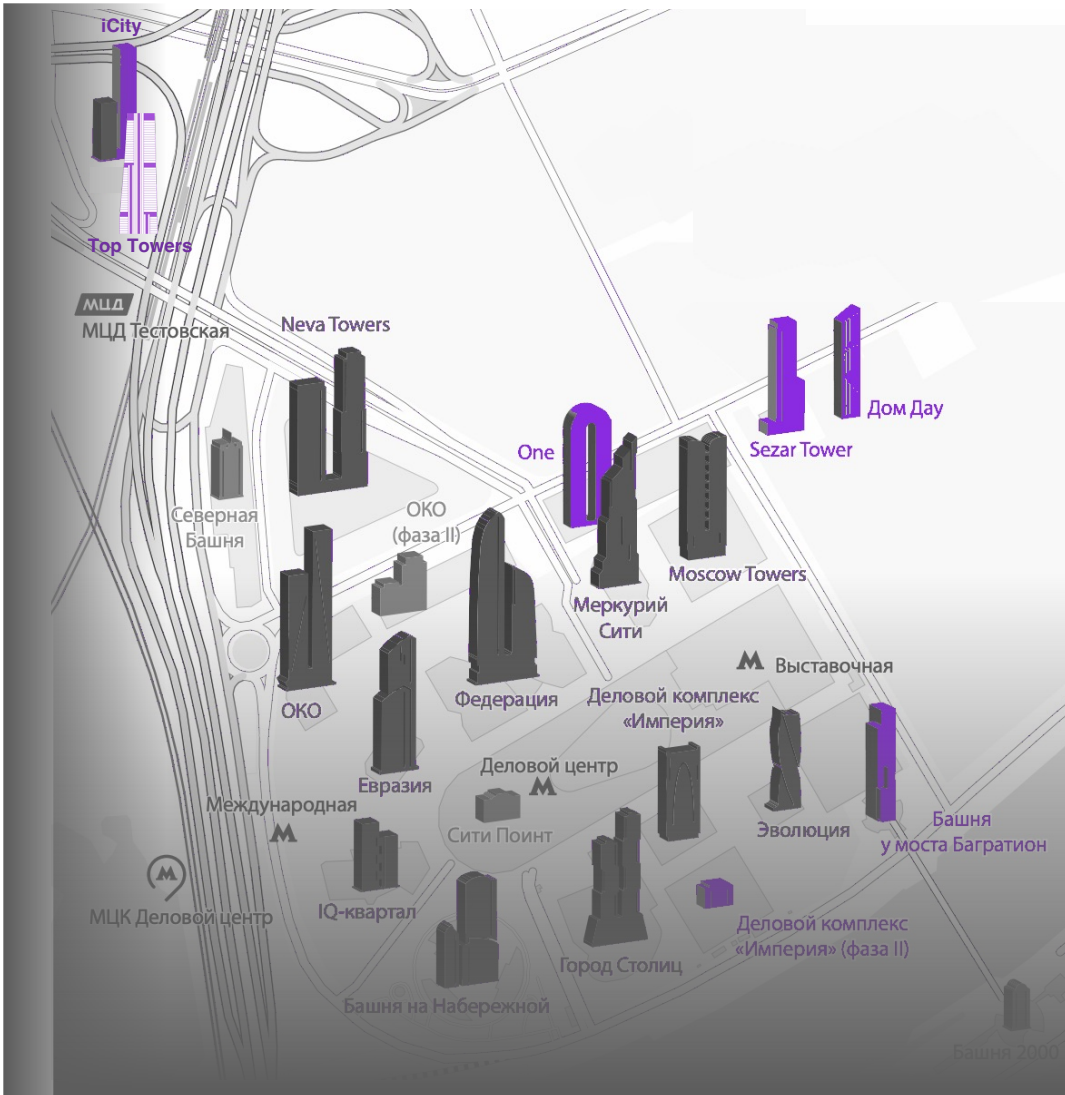 iCity
Top Towers
МЦД
МЦД Тестовская
Neva Towers
Дом Дау
Sezar Tower
One
ОКО
(фаза II)
Северная
Башня
Moscow Towers
Меркурий
Сити
Выставочная
Федерация
Деловой комплекс
«Империя»
ОКО
Деловой центр
Евразия
Международная
Сити Поинт
Эволюция
Башня
у моста Багратион
МЦК Деловой центр
IQ-квартал
Деловой комплекс
«Империя» (фаза II)
Город Столиц
Башня на Набережной
Башня 2000